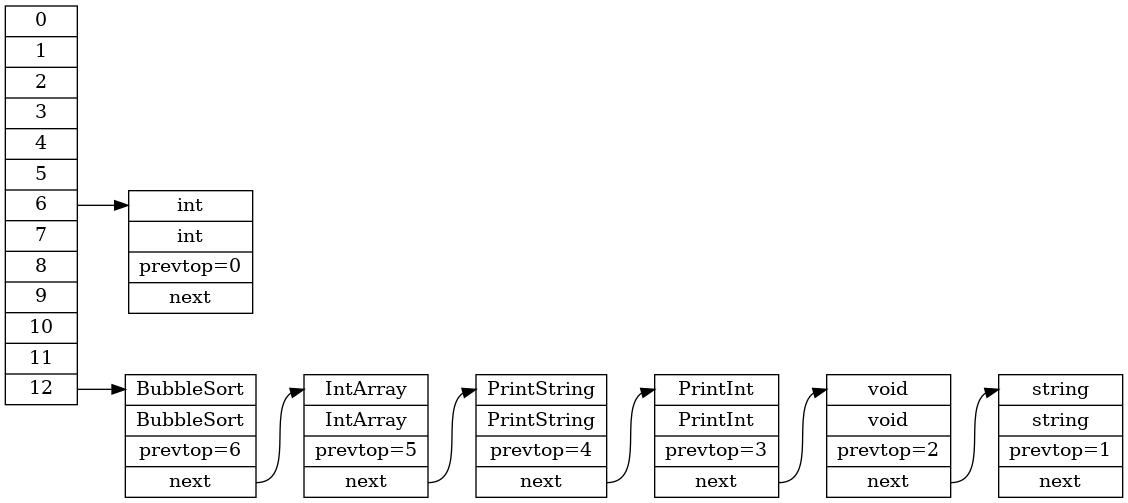 0
1
2
3
4
5
6
7
8
9
10
11
12
int
int
prevtop=0
next
BubbleSort
BubbleSort
prevtop=6
next
IntArray
IntArray
prevtop=5
next
PrintString
PrintString
prevtop=4
next
PrintInt
PrintInt
prevtop=3
next
void
void
prevtop=2
next
string
string
prevtop=1
next